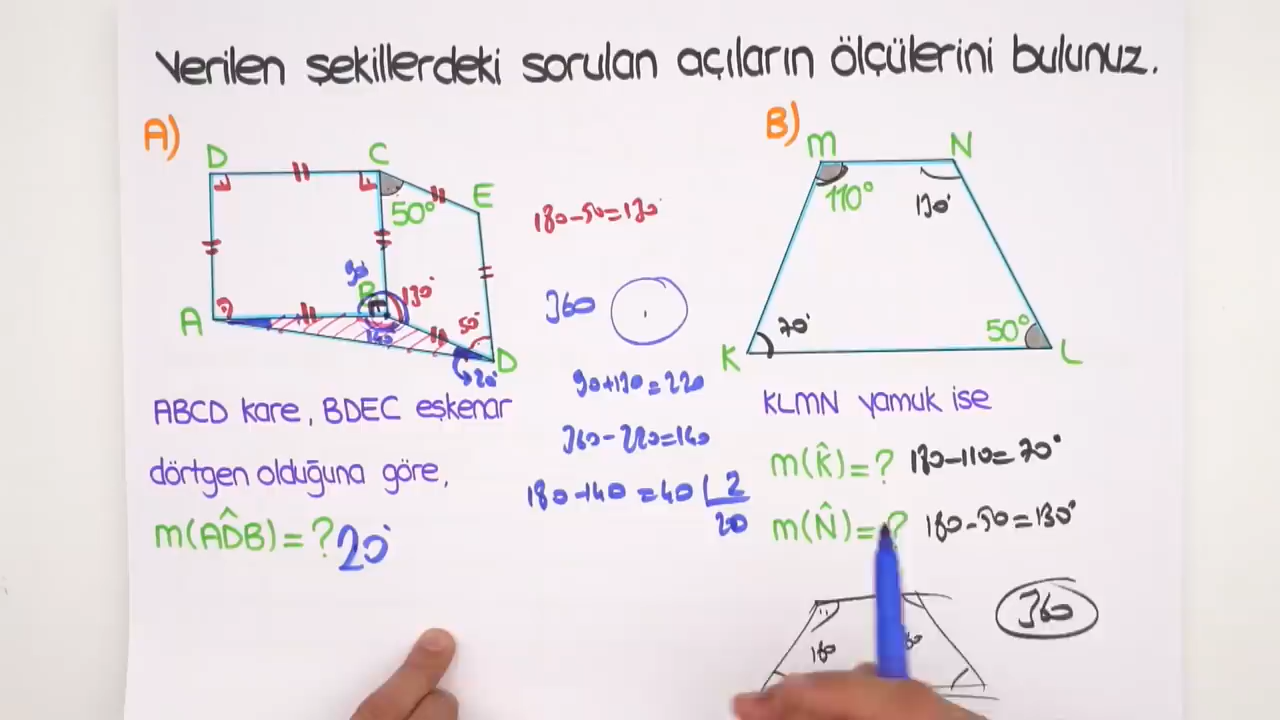 Verilen şekillerdeki sorulan açıların ölçülerini bulunuz.
A)
D
C
E
50°
A
B
90°
130°
140
50°
D
20°
180-50=130°
360
90+130=220
360-220=140
180-140=40 2
20
ABCD kare, BDEC eşkenar
dörtgen olduğuna göre,
m(AD̂B)=? 20°
B)
M
N
110°
130°
70°
50°
K
L
KLMN yamuk ise
m(K̂)=? 180-110=70°
m(N̂)=? 180-50=130°
180
360